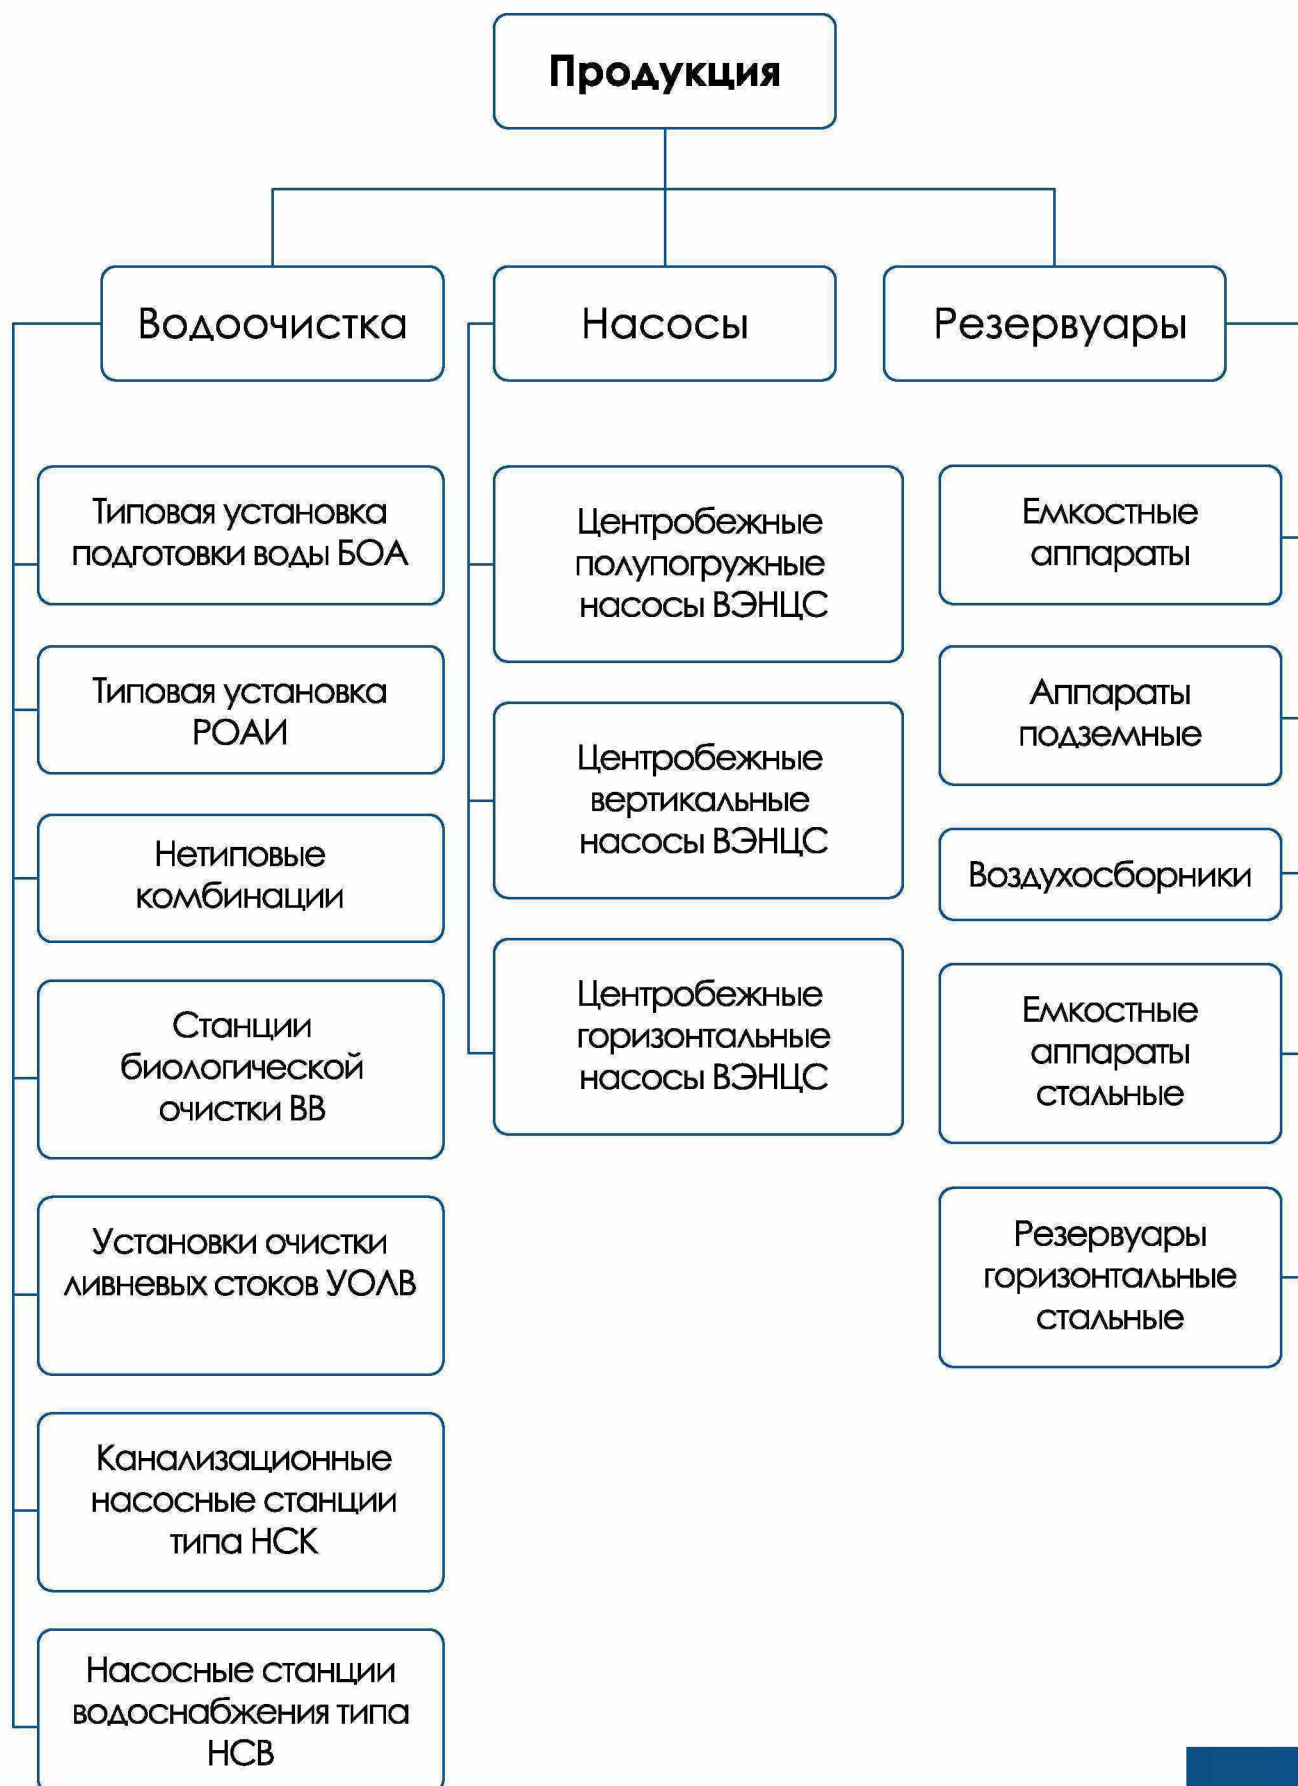 Продукция
Водоочистка
Насосы
Резервуары
Типовая установка
подготовки воды БОА
Типовая установка
РОАИ
Нетиповые
комбинации
Станции
биологической
очистки ВВ
Установки очистки
ливневых стоков УОЛВ
Канализационные
насосные станции
типа НСК
Насосные станции
водоснабжения типа
НСВ
Центробежные
полупогружные
насосы ВЭНЦС
Центробежные
вертикальные
насосы ВЭНЦС
Центробежные
горизонтальные
насосы ВЭНЦС
Емкостные
аппараты
Аппараты
подземные
Воздухосборники
Емкостные
аппараты
стальные
Резервуары
горизонтальные
стальные